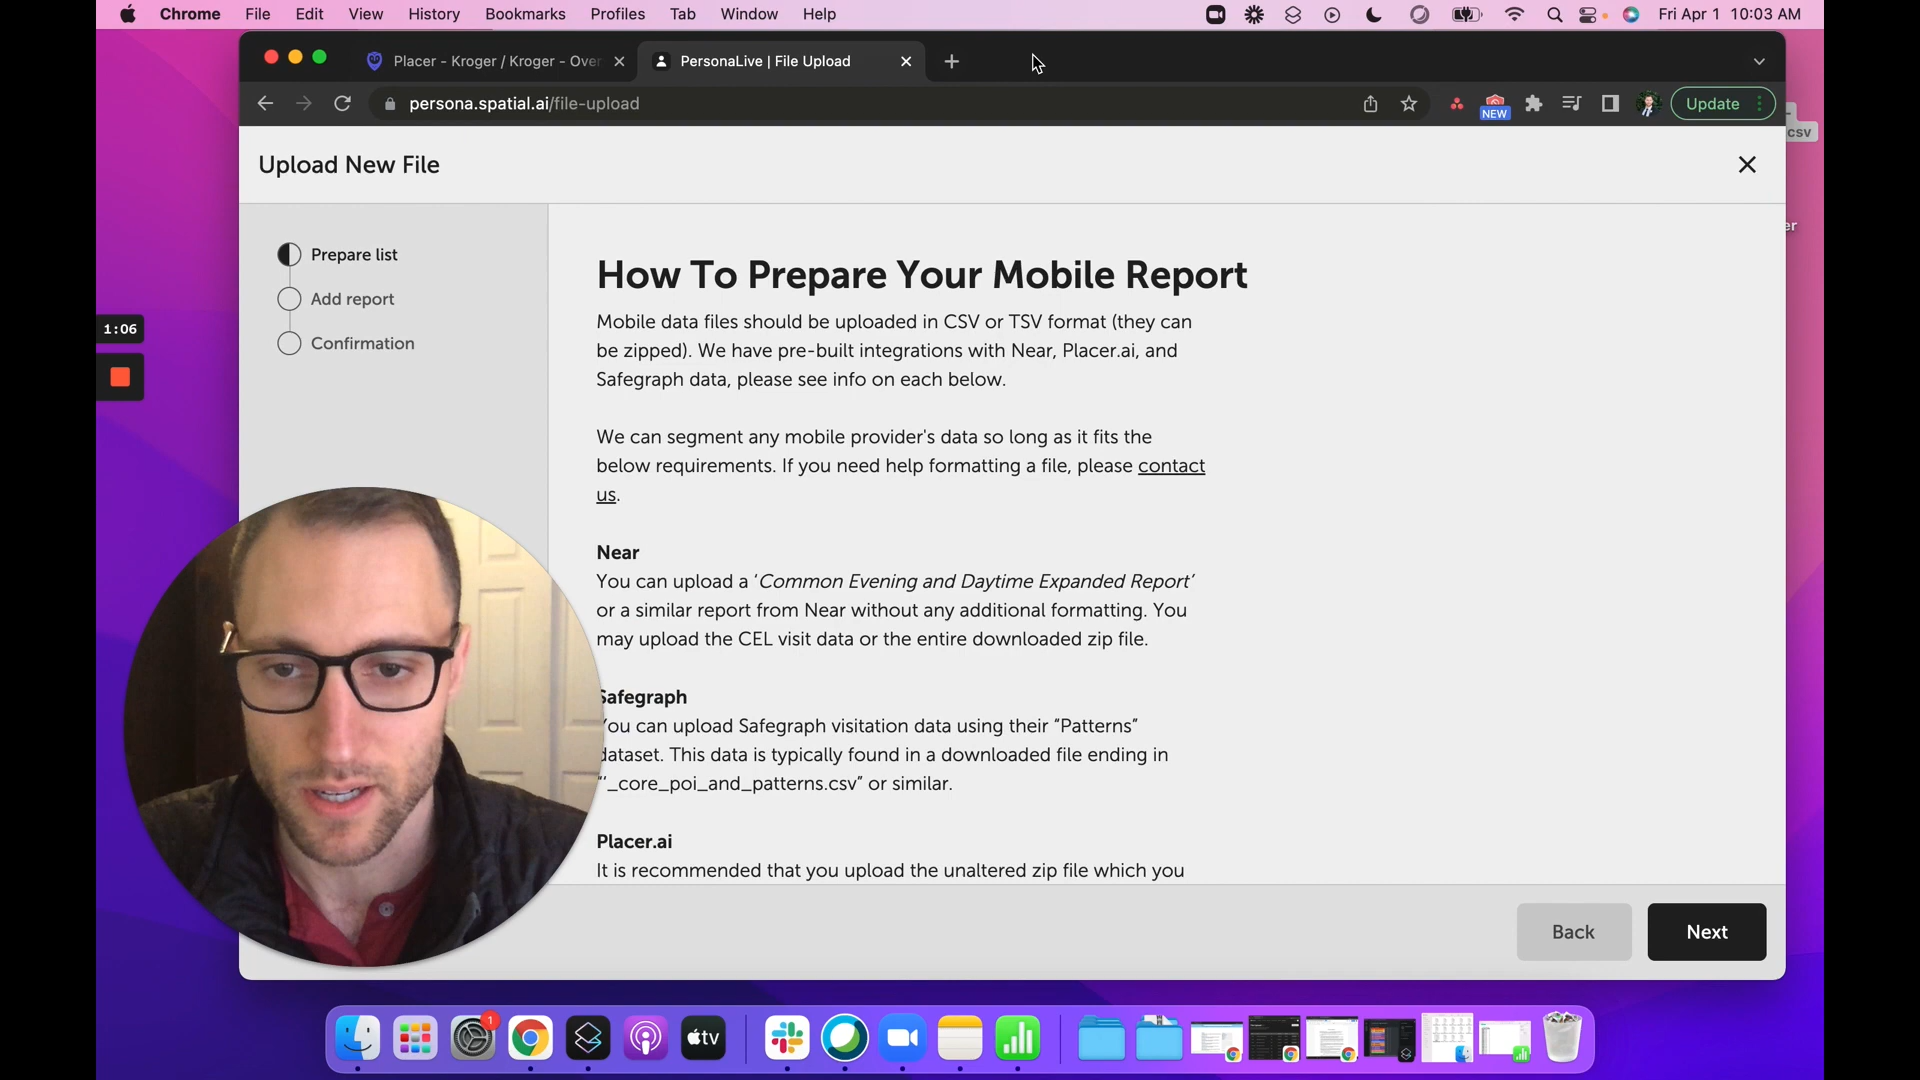 Chrome File Edit View History Bookmarks Profiles Tab Window Help Fri Apr 1 10:03 AM
Placer - Kroger / Kroger - Over PersonaLive | File Upload
persona.spatial.ai/file-upload NEW Update
csv
Upload New File
er
Prepare list
Add report
Confirmation
1:06
How To Prepare Your Mobile Report
Mobile data files should be uploaded in CSV or TSV format (they can
be zipped). We have pre-built integrations with Near, Placer.ai, and
Safegraph data, please see info on each below.
We can segment any mobile provider's data so long as it fits the
below requirements. If you need help formatting a file, please contact
us.
Near
You can upload a ‘Common Evening and Daytime Expanded Report’
or a similar report from Near without any additional formatting. You
may upload the CEL visit data or the entire downloaded zip file.
Safegraph
You can upload Safegraph visitation data using their “Patterns”
dataset. This data is typically found in a downloaded file ending in
“‘_core_poi_and_patterns.csv” or similar.
Placer.ai
It is recommended that you upload the unaltered zip file which you
Back Next
1
tv